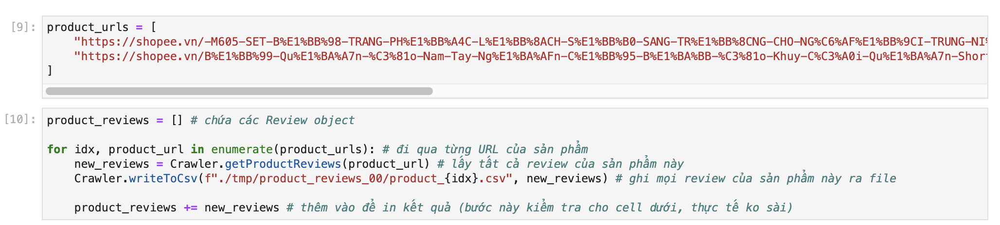 [9]:
product_urls = [
"https://shopee.vn/-M605-SET-B%E1%BB%98-TRANG-PH%E1%BB%A4C-L%E1%BB%8ACH-S%E1%BB%B0-SANG-TR%E1%BB%8CNG-CHO-NG%C6%AF%E1%BB%9CI-TRUNG-NI%
"https://shopee.vn/B%E1%BB%99-Qu%E1%BA%A7n-%C3%81o-Nam-Tay-Ng%E1%BA%AFn-C%E1%BB%95-B%E1%BA%BB-%C3%81o-Khuy-C%C3%A0i-Qu%E1%BA%A7n-Shor
]
[10]:
product_reviews = [] # chứa các Review object
for idx, product_url in enumerate(product_urls): # đi qua từng URL của sản phẩm
new_reviews = Crawler.getProductReviews(product_url) # lấy tất cả review của sản phẩm này
Crawler.writeToCsv(f"./tmp/product_reviews_00/product_{idx}.csv", new_reviews) # ghi mọi review của sản phẩm này ra file
product_reviews += new_reviews # thêm vào để in kết quả (bước này kiểm tra cho cell dưới, thực tế ko sài)